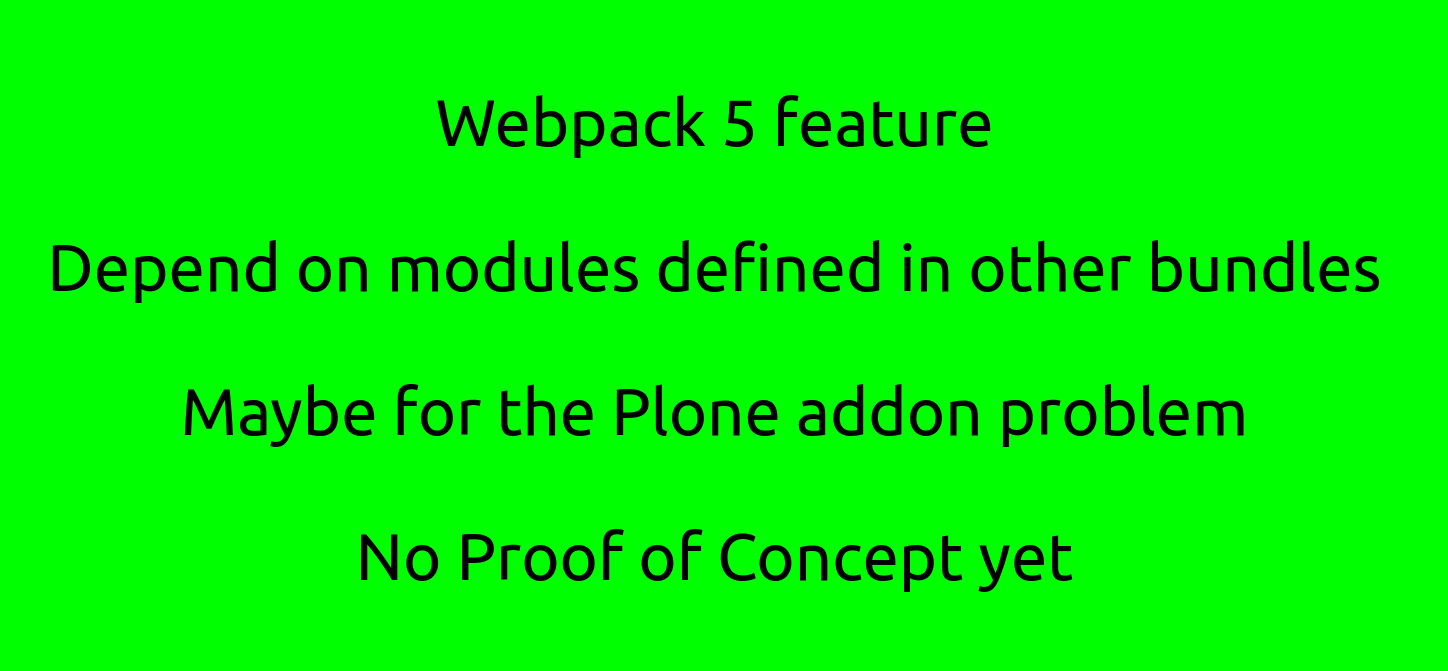 Webpack 5 feature
Depend on modules defined in other bundles
Maybe for the Plone addon problem
No Proof of Concept yet